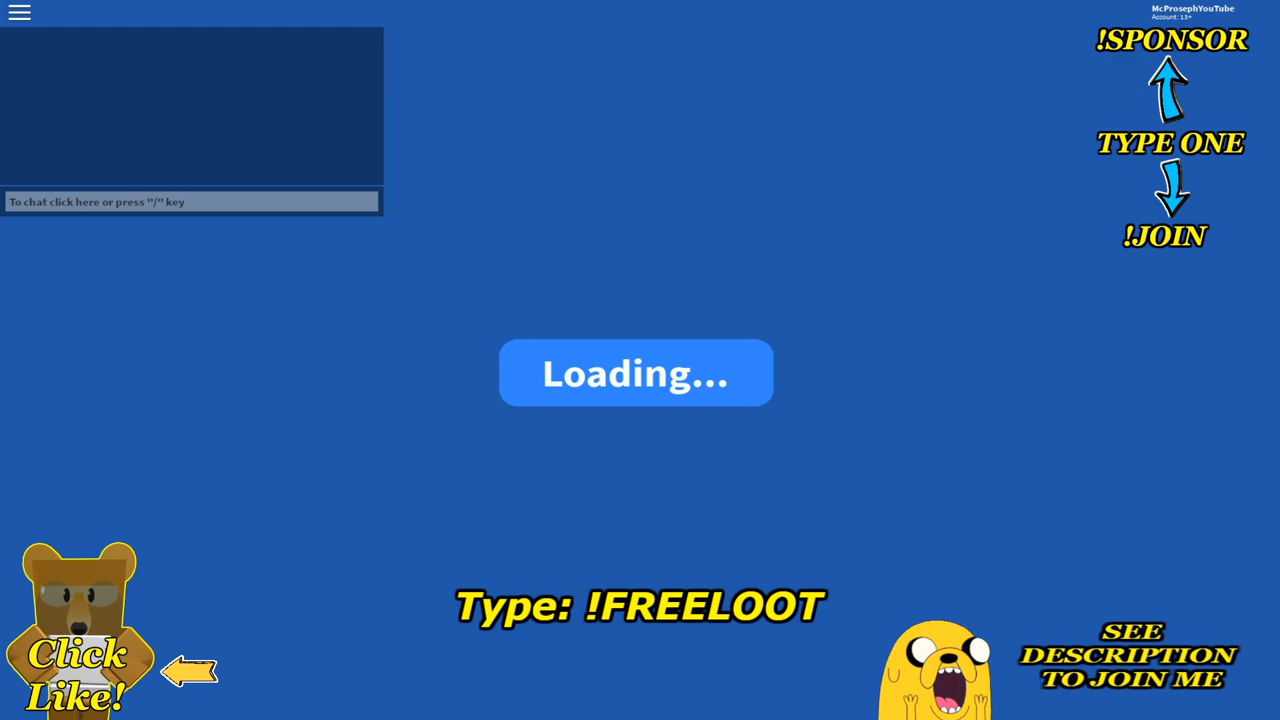 McProsephYouTube
Account: 13+
!SPONSOR
TYPE ONE
!JOIN
To chat click here or press "/" key
Loading...
Type: !FREELOOT
Click
Like!
SEE
DESCRIPTION
TO JOIN ME